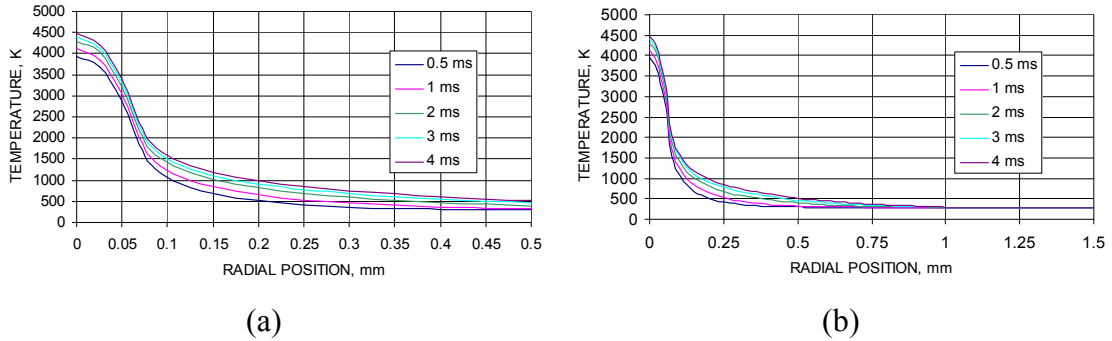 5000
4500
4000
3500
3000
2500
2000
1500
1000
500
0
TEMPERATURE, K
0 0.05 0.1 0.15 0.2 0.25 0.3 0.35 0.4 0.45 0.5
RADIAL POSITION, mm
0.5 ms
1 ms
2 ms
3 ms
4 ms
(a)
5000
4500
4000
3500
3000
2500
2000
1500
1000
500
0
TEMPERATURE, K
0 0.25 0.5 0.75 1 1.25 1.5
RADIAL POSITION, mm
0.5 ms
1 ms
2 ms
3 ms
4 ms
(b)